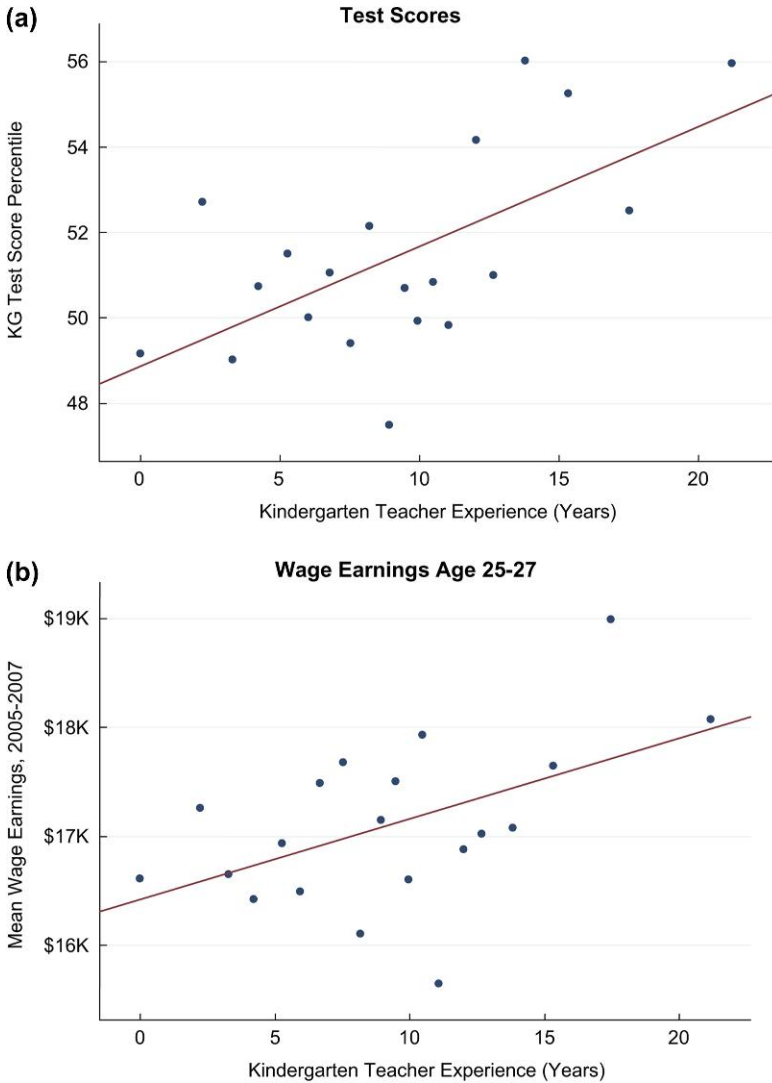 (a)
Test Scores
KG Test Score Percentile
56
54
52
50
48
0 5 10 15 20
Kindergarten Teacher Experience (Years)
(b)
Wage Earnings Age 25-27
Mean Wage Earnings, 2005-2007
$19K
$18K
$17K
$16K
0 5 10 15 20
Kindergarten Teacher Experience (Years)